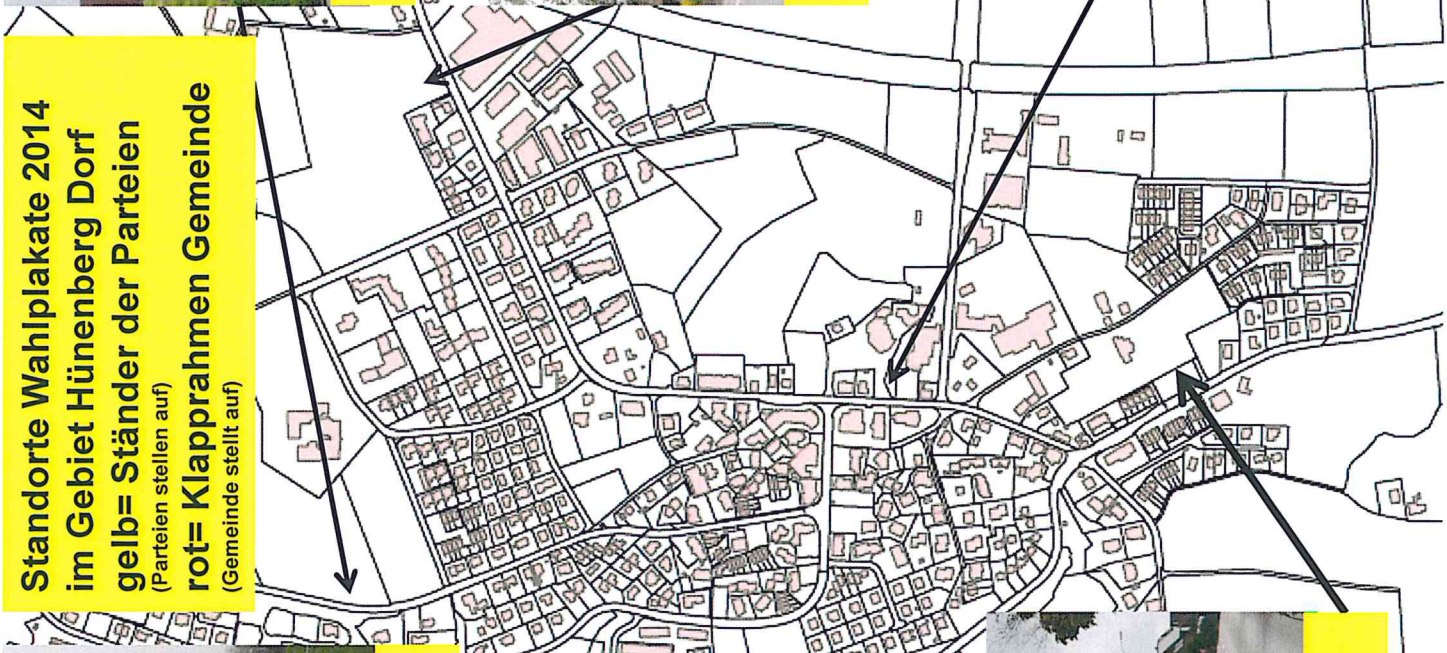 Standorte Wahlplakate 2014
im Gebiet Hünenberg Dorf
gelb= Ständer der Parteien
(Parteien stellen auf)
rot= Klapprahmen Gemeinde
(Gemeinde stellt auf)